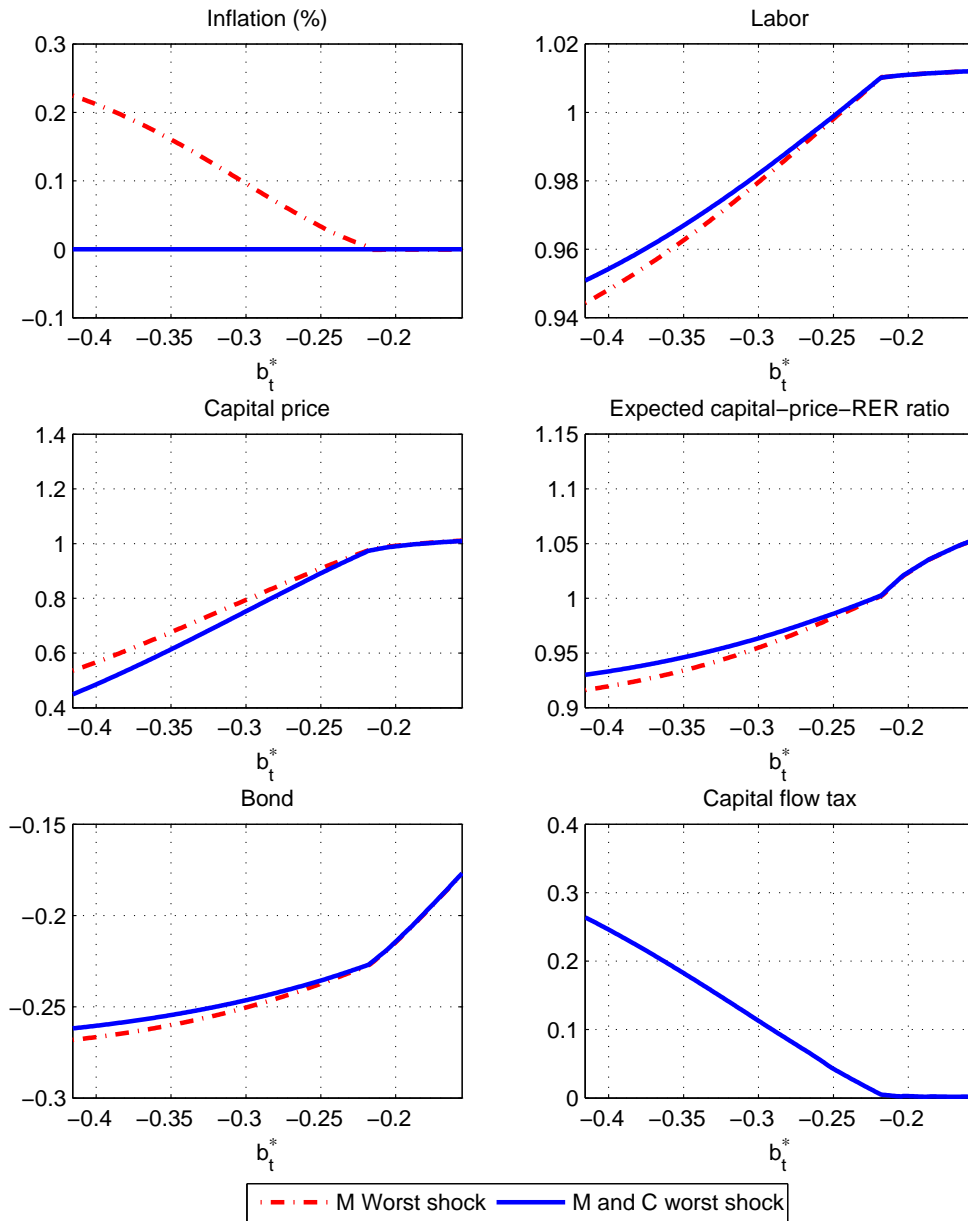 Inflation (%)
0.3
0.2
0.1
0
−0.1
−0.4 −0.35 −0.3 −0.25 −0.2
b*t
Labor
1.02
1
0.98
0.96
0.94
−0.4 −0.35 −0.3 −0.25 −0.2
b*t
Capital price
1.4
1.2
1
0.8
0.6
0.4
−0.4 −0.35 −0.3 −0.25 −0.2
b*t
Expected capital−price−RER ratio
1.15
1.1
1.05
1
0.95
0.9
−0.4 −0.35 −0.3 −0.25 −0.2
b*t
Bond
−0.15
−0.2
−0.25
−0.3
−0.4 −0.35 −0.3 −0.25 −0.2
b*t
Capital flow tax
0.4
0.3
0.2
0.1
0
−0.4 −0.35 −0.3 −0.25 −0.2
b*t
M Worst shock M and C worst shock